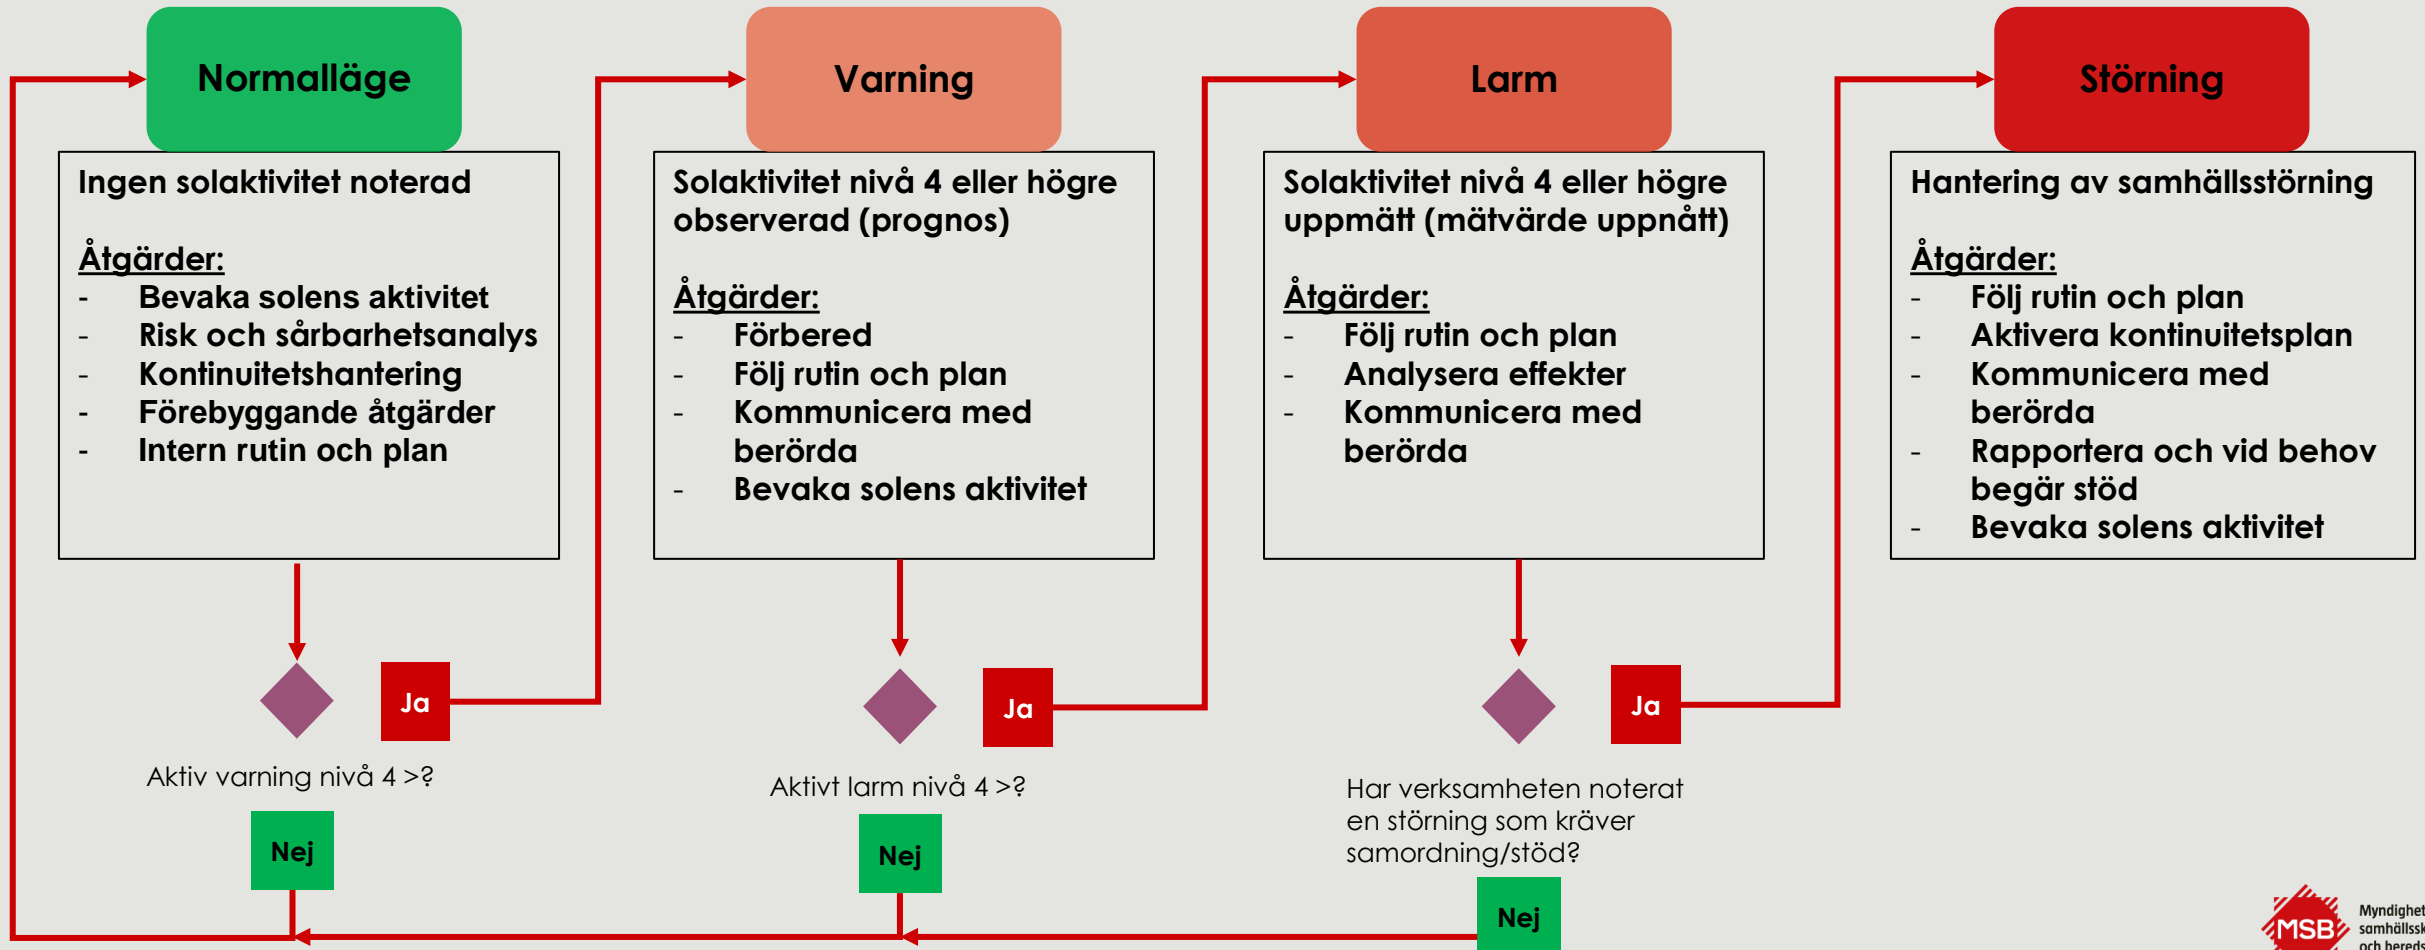 Normalläge
Ingen solaktivitet noterad
Åtgärder:
- Bevaka solens aktivitet
- Risk och sårbarhetsanalys
- Kontinuitetshantering
- Förebyggande åtgärder
- Intern rutin och plan
Ja
Aktiv varning nivå 4 >?
Nej
Varning
Solaktivitet nivå 4 eller högre
observerad (prognos)
Åtgärder:
- Förbered
- Följ rutin och plan
- Kommunicera med
berörda
- Bevaka solens aktivitet
Ja
Aktivt larm nivå 4 >?
Nej
Larm
Solaktivitet nivå 4 eller högre
uppmätt (mätvärde uppnått)
Åtgärder:
- Följ rutin och plan
- Analysera effekter
- Kommunicera med
berörda
Ja
Har verksamheten noterat
en störning som kräver
samordning/stöd?
Nej
Störning
Hantering av samhällsstörning
Åtgärder:
- Följ rutin och plan
- Aktivera kontinuitetsplan
- Kommunicera med
berörda
- Rapportera och vid behov
begär stöd
- Bevaka solens aktivitet
MSB
Myndighet
samhällssk
och bereds